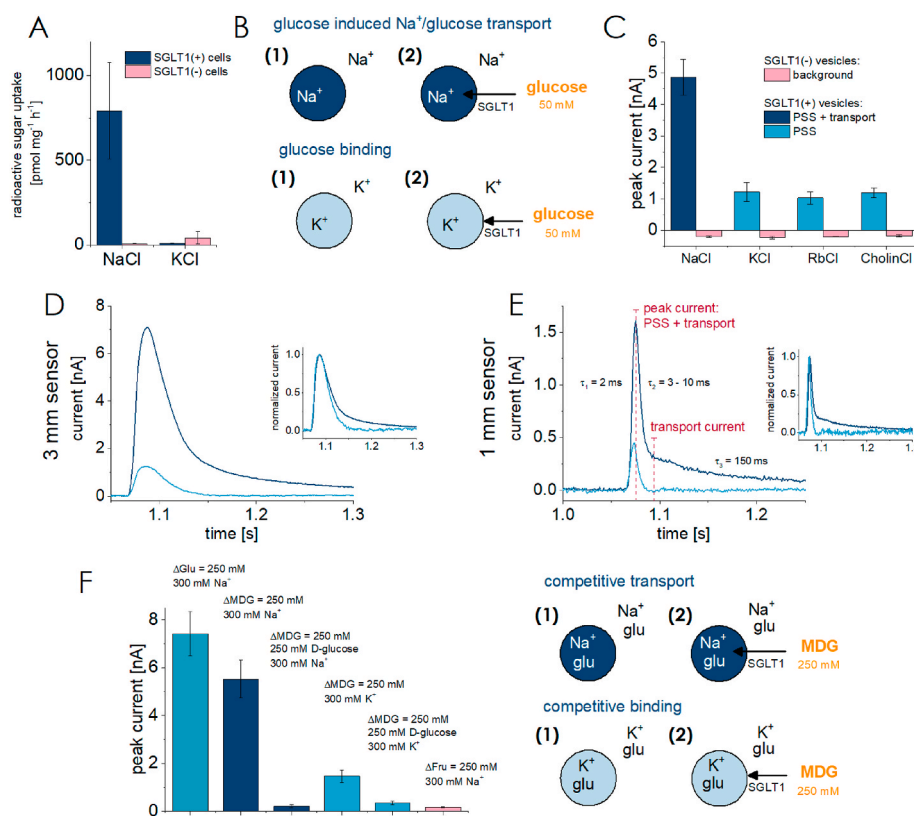 A
SGLT1(+) cells
SGLT1(-) cells
radioactive sugar uptake
[pmol mg⁻¹ h⁻¹]
1000
750
500
250
0
NaCl
KCl
B
glucose induced Na⁺/glucose transport
(1)
Na⁺
Na⁺
(2)
Na⁺
Na⁺
SGLT1
glucose
50 mM
glucose binding
(1)
K⁺
K⁺
(2)
K⁺
K⁺
SGLT1
glucose
50 mM
C
SGLT1(-) vesicles:
background
SGLT1(+) vesicles:
PSS + transport
PSS
peak current [nA]
6
5
4
3
2
1
0
NaCl
KCl
RbCl
CholinCl
D
3 mm sensor
current [nA]
8
6
4
2
0
1.1
1.2
1.3
time [s]
normalized current
1.0
0.5
0.0
1.1
1.2
1.3
E
1 mm sensor
current [nA]
1.5
1.0
0.5
0.0
1.0
1.1
1.2
time [s]
peak current:
PSS + transport
τ₁ = 2 ms
τ₂ = 3 - 10 ms
transport current
τ₃ = 150 ms
normalized current
1.0
0.5
0.0
1.1
1.2
F
peak current [nA]
8
6
4
2
0
ΔGlu = 250 mM
300 mM Na⁺
ΔMDG = 250 mM
300 mM Na⁺
ΔMDG = 250 mM
250 mM D-glucose
300 mM Na⁺
ΔMDG = 250 mM
300 mM K⁺
ΔMDG = 250 mM
250 mM D-glucose
300 mM K⁺
ΔFru = 250 mM
300 mM Na⁺
competitive transport
(1)
Na⁺
glu
Na⁺
glu
(2)
Na⁺
glu
Na⁺
glu
SGLT1
MDG
250 mM
competitive binding
(1)
K⁺
glu
K⁺
glu
(2)
K⁺
glu
K⁺
glu
SGLT1
MDG
250 mM